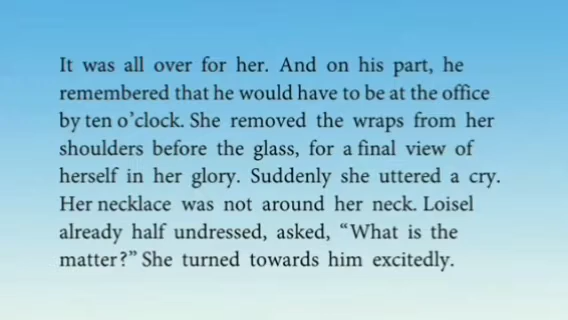 It was all over for her. And on his part, he
remembered that he would have to be at the office
by ten o’clock. She removed the wraps from her
shoulders before the glass, for a final view of
herself in her glory. Suddenly she uttered a cry.
Her necklace was not around her neck. Loisel
already half undressed, asked, “What is the
matter?” She turned towards him excitedly.